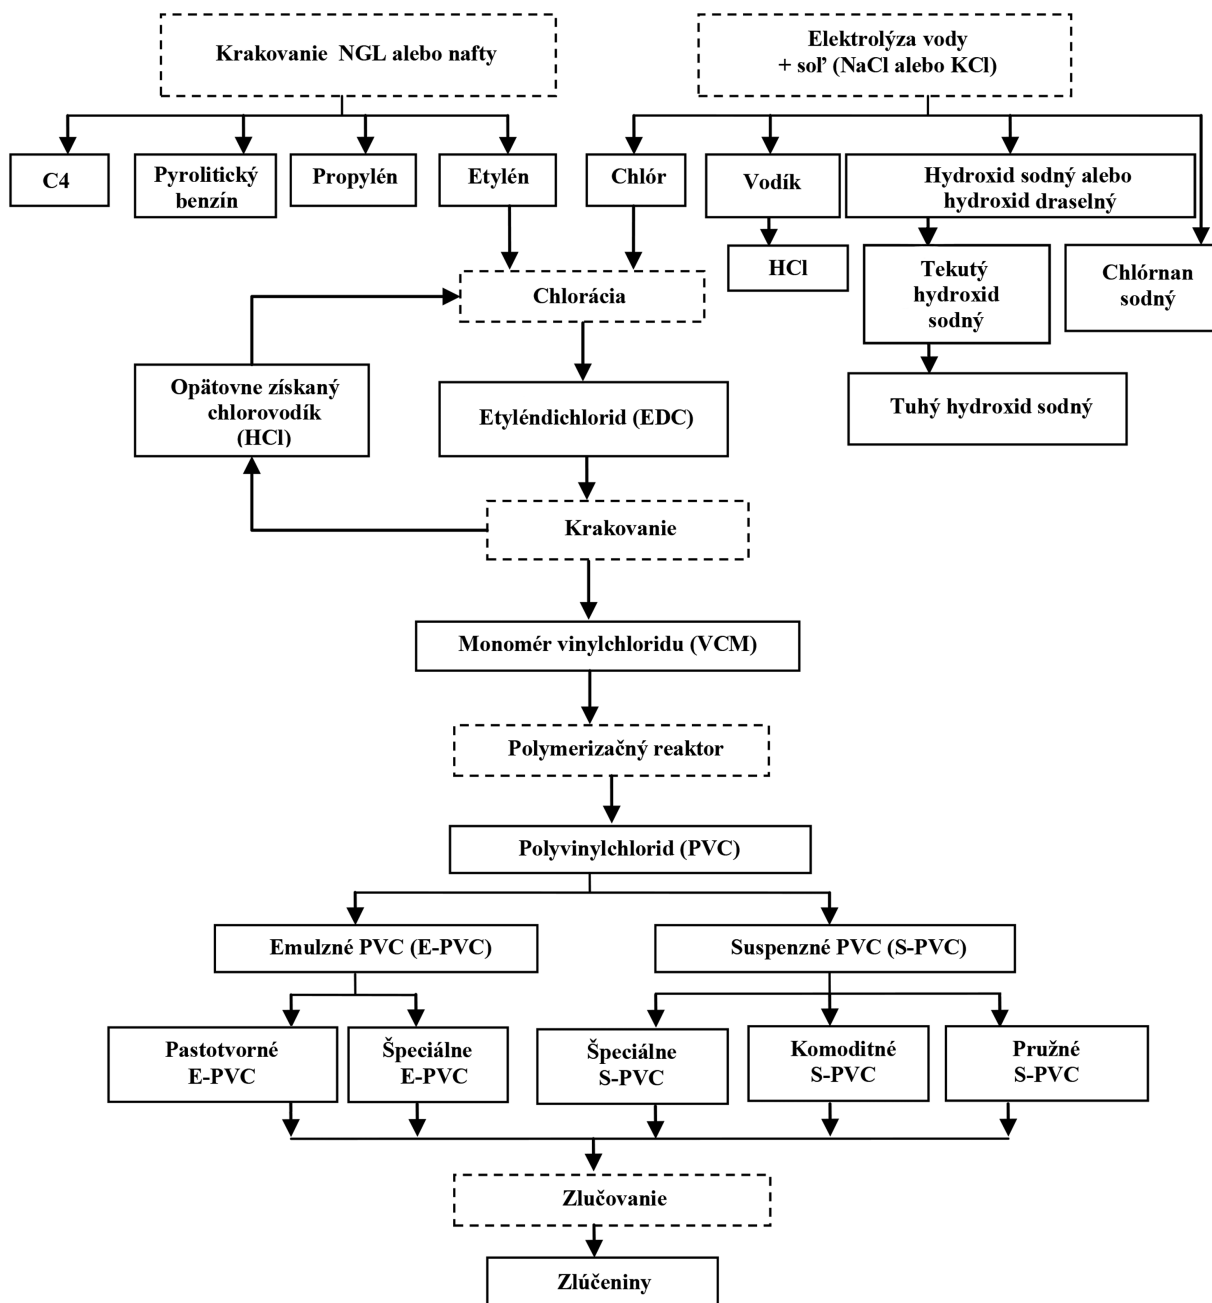 Krakovanie NGL alebo nafty
Elektrolýza vody
+ soľ (NaCl alebo KCl)
C4
Pyrolitický
benzín
Propylén
Etylén
Chlór
Vodík
Hydroxid sodný alebo
hydroxid draselný
HCl
Tekutý
hydroxid
sodný
Chlórnan
sodný
Chlorácia
Opätovne získaný
chlorovodík
(HCl)
Etyléndichlorid (EDC)
Tuhý hydroxid sodný
Krakovanie
Monomér vinylchloridu (VCM)
Polymerizačný reaktor
Polyvinylchlorid (PVC)
Emulzné PVC (E-PVC)
Suspenzné PVC (S-PVC)
Pastotvorné
E-PVC
Špeciálne
E-PVC
Špeciálne
S-PVC
Komoditné
S-PVC
Pružné
S-PVC
Zlučovanie
Zlúčeniny